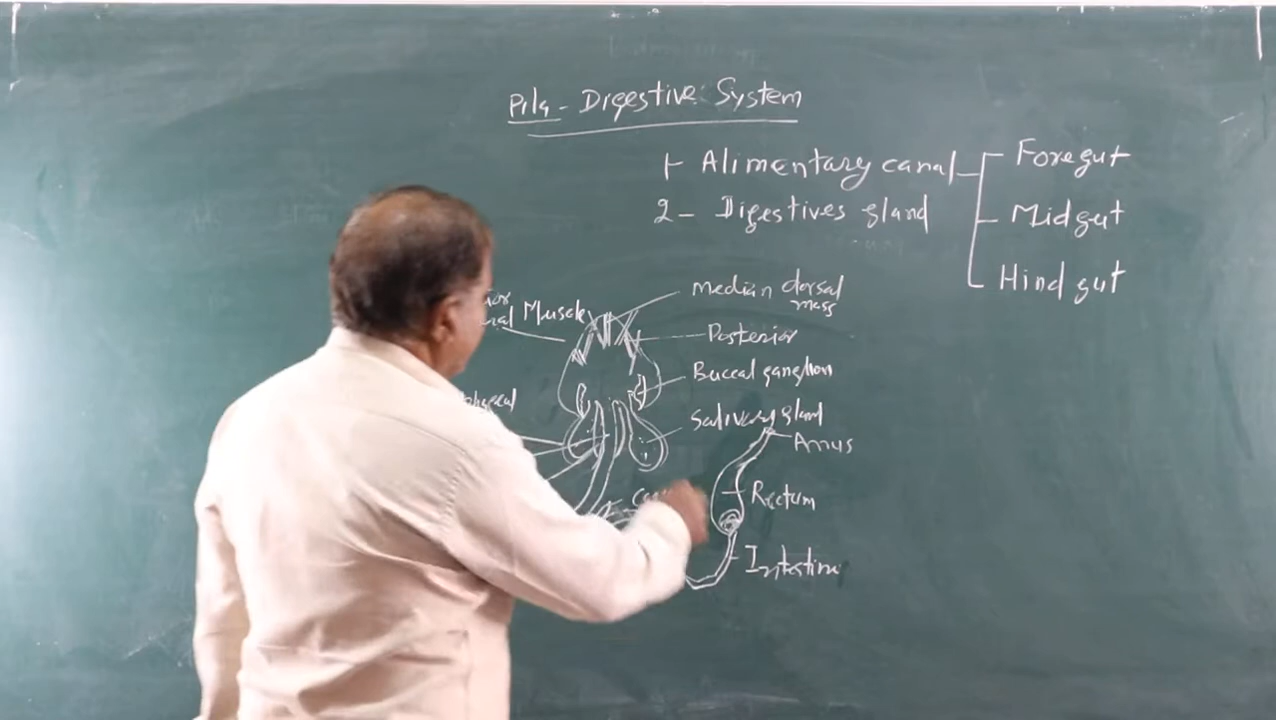 Pila - Digestive System
1- Alimentary canal
Foregut
2- Digestives gland
Midgut
Hind gut
median dorsal
mass
Muscle
Posterior
Buccal ganglion
Salivary gland
Anus
Rectum
Intestine